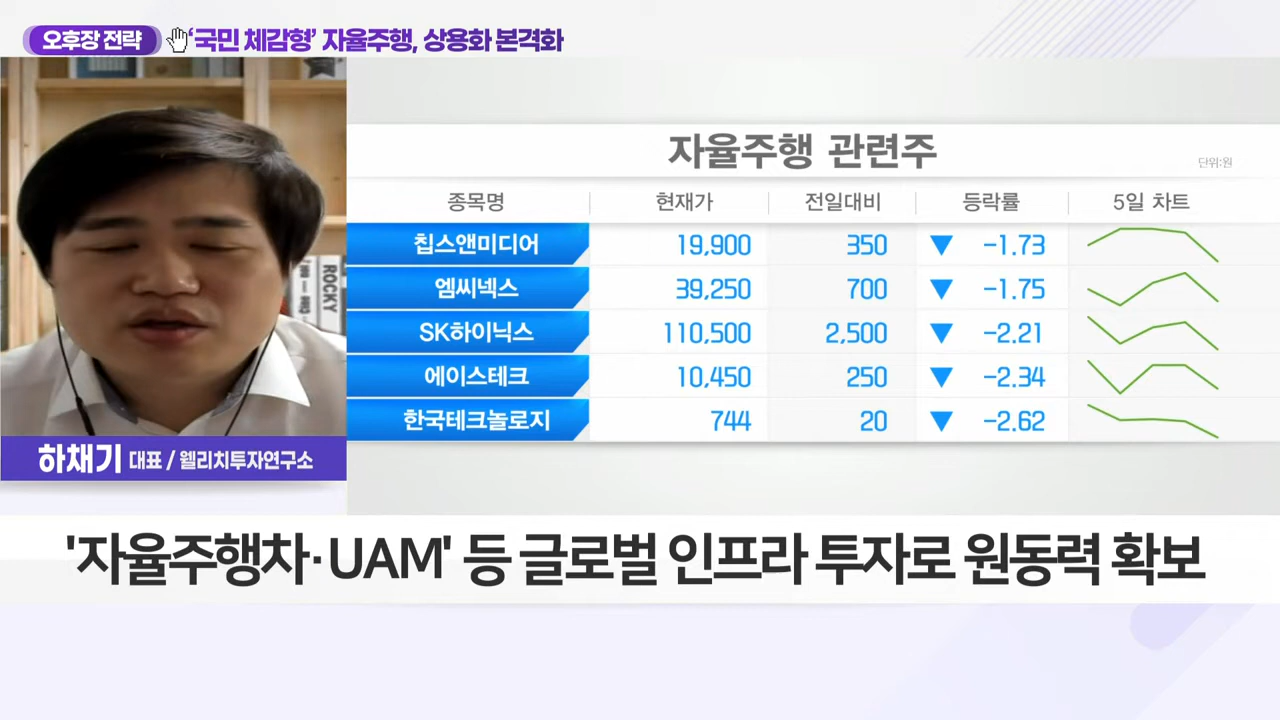 오후장 전략 ‘국민 체감형’ 자율주행, 상용화 본격화
자율주행 관련주
단위:원
종목명 현재가 전일대비 등락률 5일 차트
칩스앤미디어 19,900 350 ▼ -1.73
엠씨넥스 39,250 700 ▼ -1.75
SK하이닉스 110,500 2,500 ▼ -2.21
에이스테크 10,450 250 ▼ -2.34
한국테크놀로지 744 20 ▼ -2.62
ROCKY
하채기 대표 / 웰리치투자연구소
'자율주행차·UAM' 등 글로벌 인프라 투자로 원동력 확보